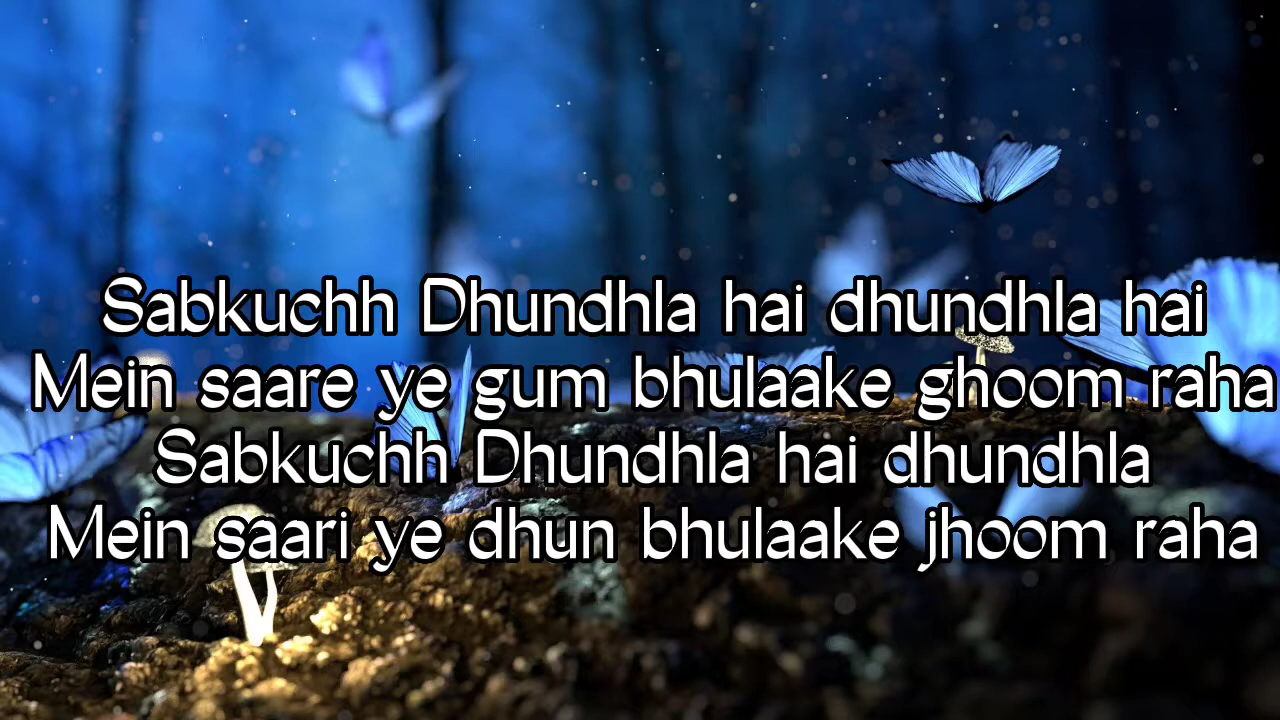 Sabkuchh Dhundhla hai dhundhla hai
Mein saare ye gum bhulaake ghoom raha
Sabkuchh Dhundhla hai dhundhla
Mein saari ye dhun bhulaake jhoom raha